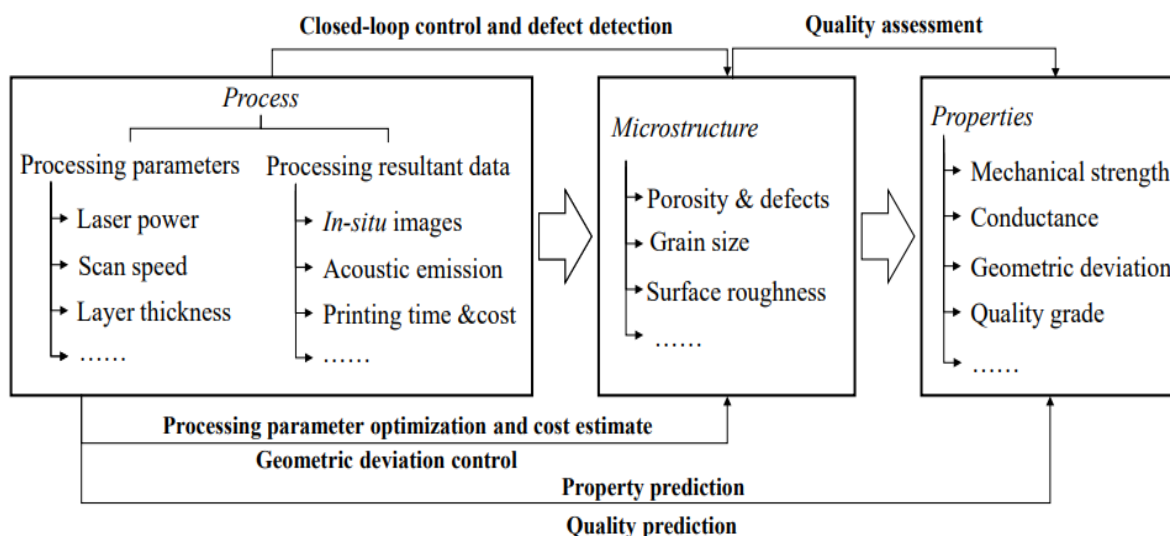 Closed-loop control and defect detection
Quality assessment
Process
Processing parameters
Laser power
Scan speed
Layer thickness
……
Processing resultant data
In-situ images
Acoustic emission
Printing time &cost
……
Microstructure
Porosity & defects
Grain size
Surface roughness
……
Properties
Mechanical strength
Conductance
Geometric deviation
Quality grade
……
Processing parameter optimization and cost estimate
Geometric deviation control
Property prediction
Quality prediction